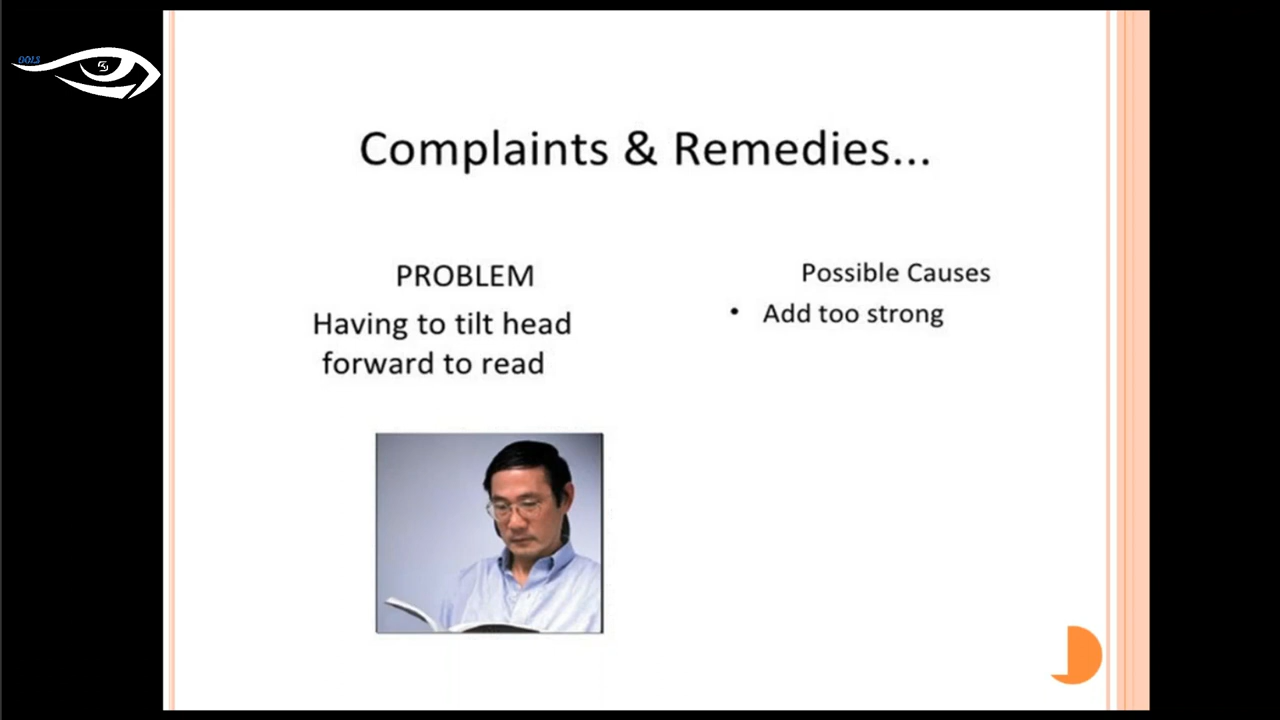 Complaints & Remedies...
PROBLEM
Having to tilt head
forward to read
Possible Causes
• Add too strong